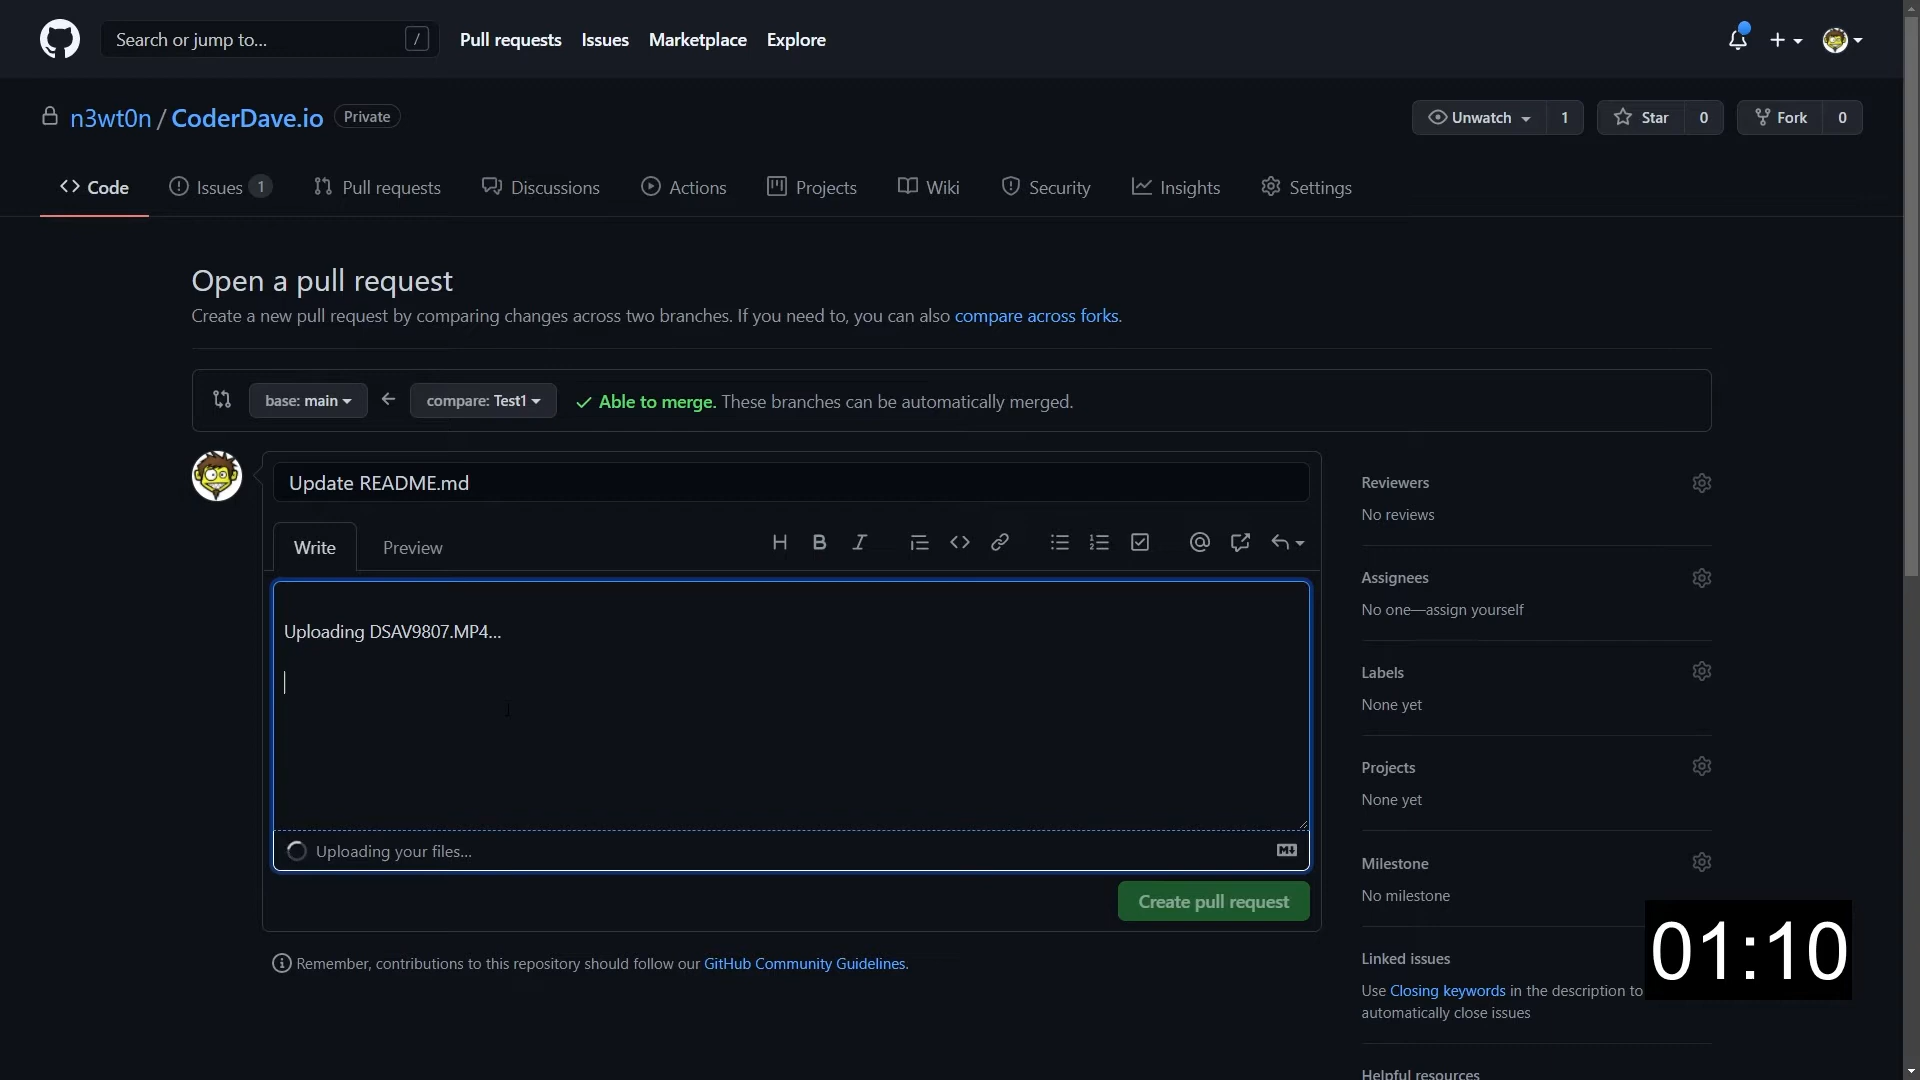 Search or jump to... /
Pull requests Issues Marketplace Explore
n3wt0n / CoderDave.io Private
Unwatch 1 Star 0 Fork 0
Code Issues 1 Pull requests Discussions Actions Projects Wiki Security Insights Settings
Open a pull request
Create a new pull request by comparing changes across two branches. If you need to, you can also compare across forks.
base: main compare: Test1 Able to merge. These branches can be automatically merged.
Update README.md
Write Preview
Uploading DSAV9807.MP4...
Uploading your files...
Create pull request
Remember, contributions to this repository should follow our GitHub Community Guidelines.
Reviewers
No reviews
Assignees
No one—assign yourself
Labels
None yet
Projects
None yet
Milestone
No milestone
Linked issues
Use Closing keywords in the description to
automatically close issues
Helpful resources
01:10